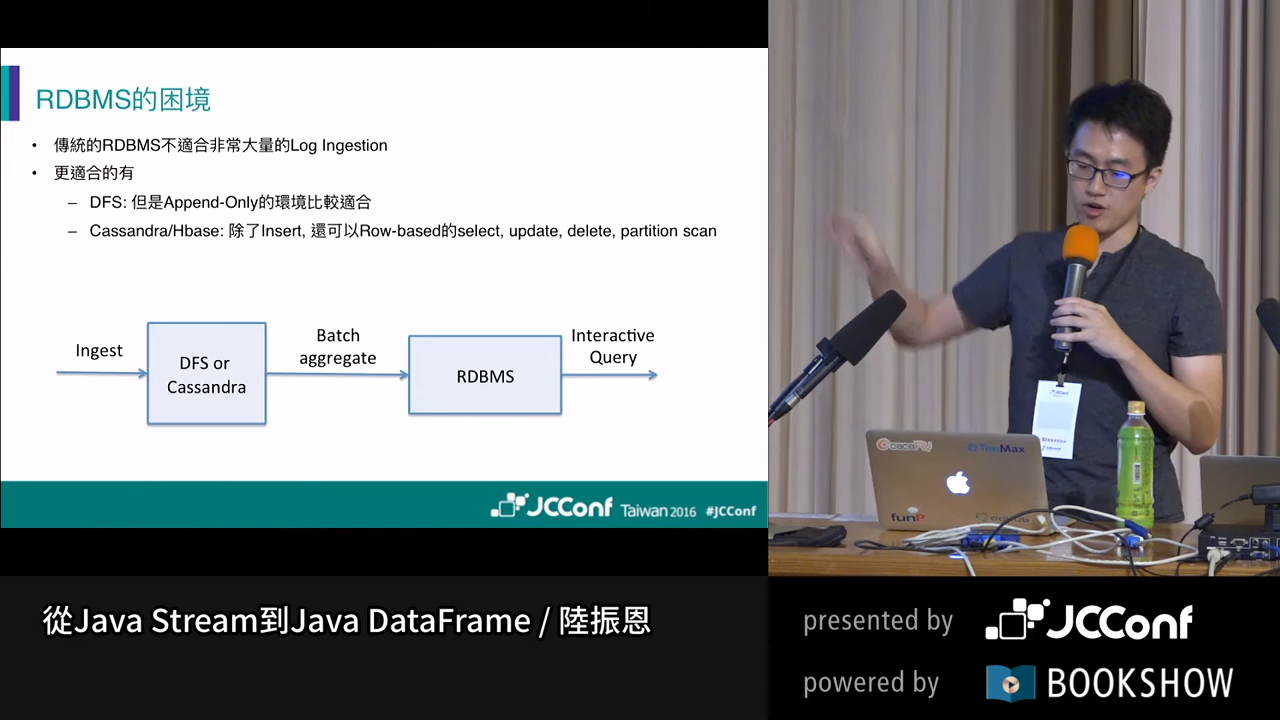 RDBMS的困境
• 傳統的RDBMS不適合非常大量的Log Ingestion
• 更適合的有
– DFS: 但是Append-Only的環境比較適合
– Cassandra/Hbase: 除了Insert, 還可以Row-based的select, update, delete, partition scan
Ingest
DFS or
Cassandra
Batch
aggregate
RDBMS
Interactive
Query
JCConf Taiwan 2016 #JCConf
TenMax
funP
從Java Stream到Java DataFrame / 陸振恩
presented by JCConf
powered by BOOKSHOW